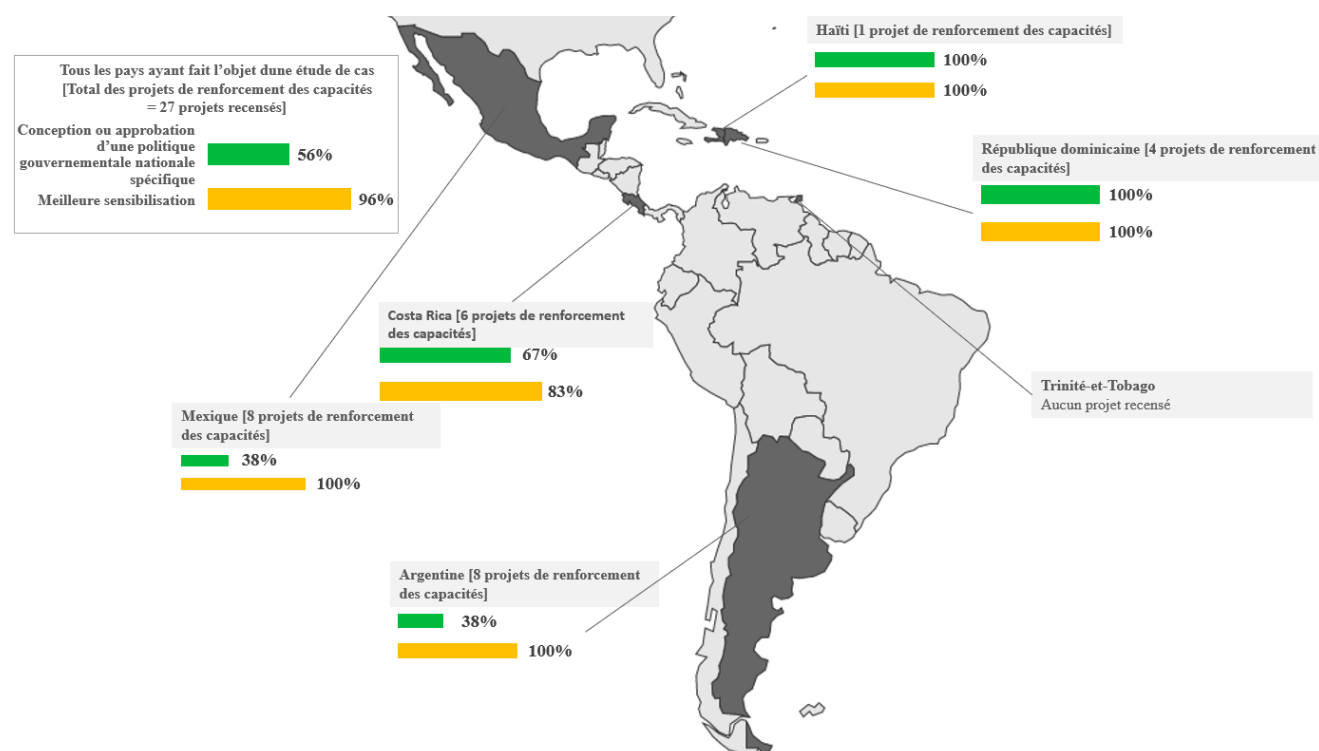 Tous les pays ayant fait l’objet dune étude de cas
[Total des projets de renforcement des capacités
= 27 projets recensés]
Conception ou approbation
d’une politique
gouvernementale nationale
spécifique
56%
Meilleure sensibilisation
96%
Haïti [1 projet de renforcement des capacités]
100%
100%
République dominicaine [4 projets de renforcement
des capacités]
100%
100%
Costa Rica [6 projets de renforcement
des capacités]
67%
83%
Trinité-et-Tobago
Aucun projet recensé
Mexique [8 projets de renforcement
des capacités]
38%
100%
Argentine [8 projets de renforcement
des capacités]
38%
100%